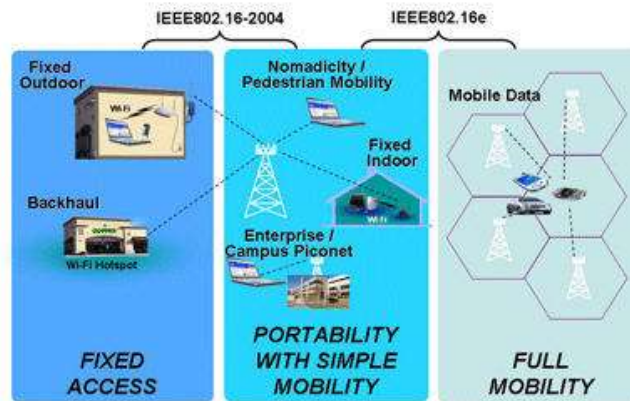 IEEE802.16-2004
IEEE802.16e
Fixed
Outdoor
Wi-Fi
Backhaul
Wi-Fi Hotspot
FIXED
ACCESS
Nomadicity /
Pedestrian Mobility
Fixed
Indoor
Wi-Fi
Enterprise /
Campus Piconet
PORTABILITY
WITH SIMPLE
MOBILITY
Mobile Data
FULL
MOBILITY